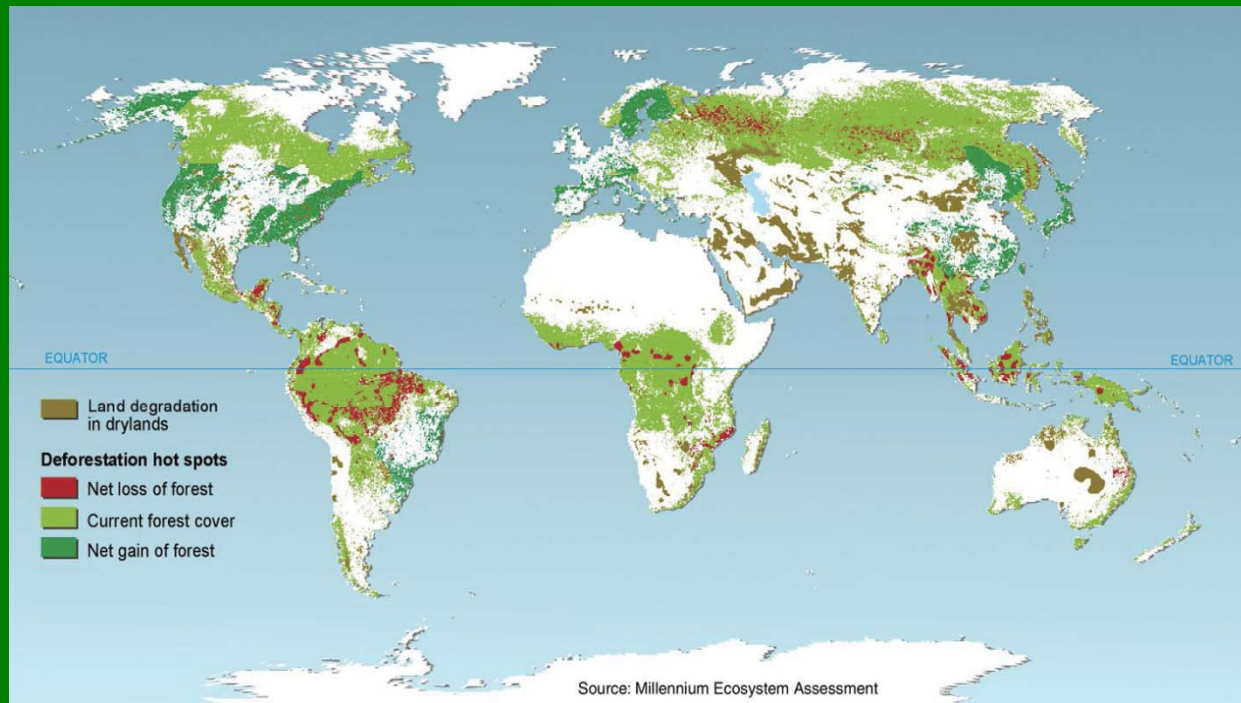 EQUATOR
EQUATOR
Land degradation
in drylands
Deforestation hot spots
Net loss of forest
Current forest cover
Net gain of forest
Source: Millennium Ecosystem Assessment